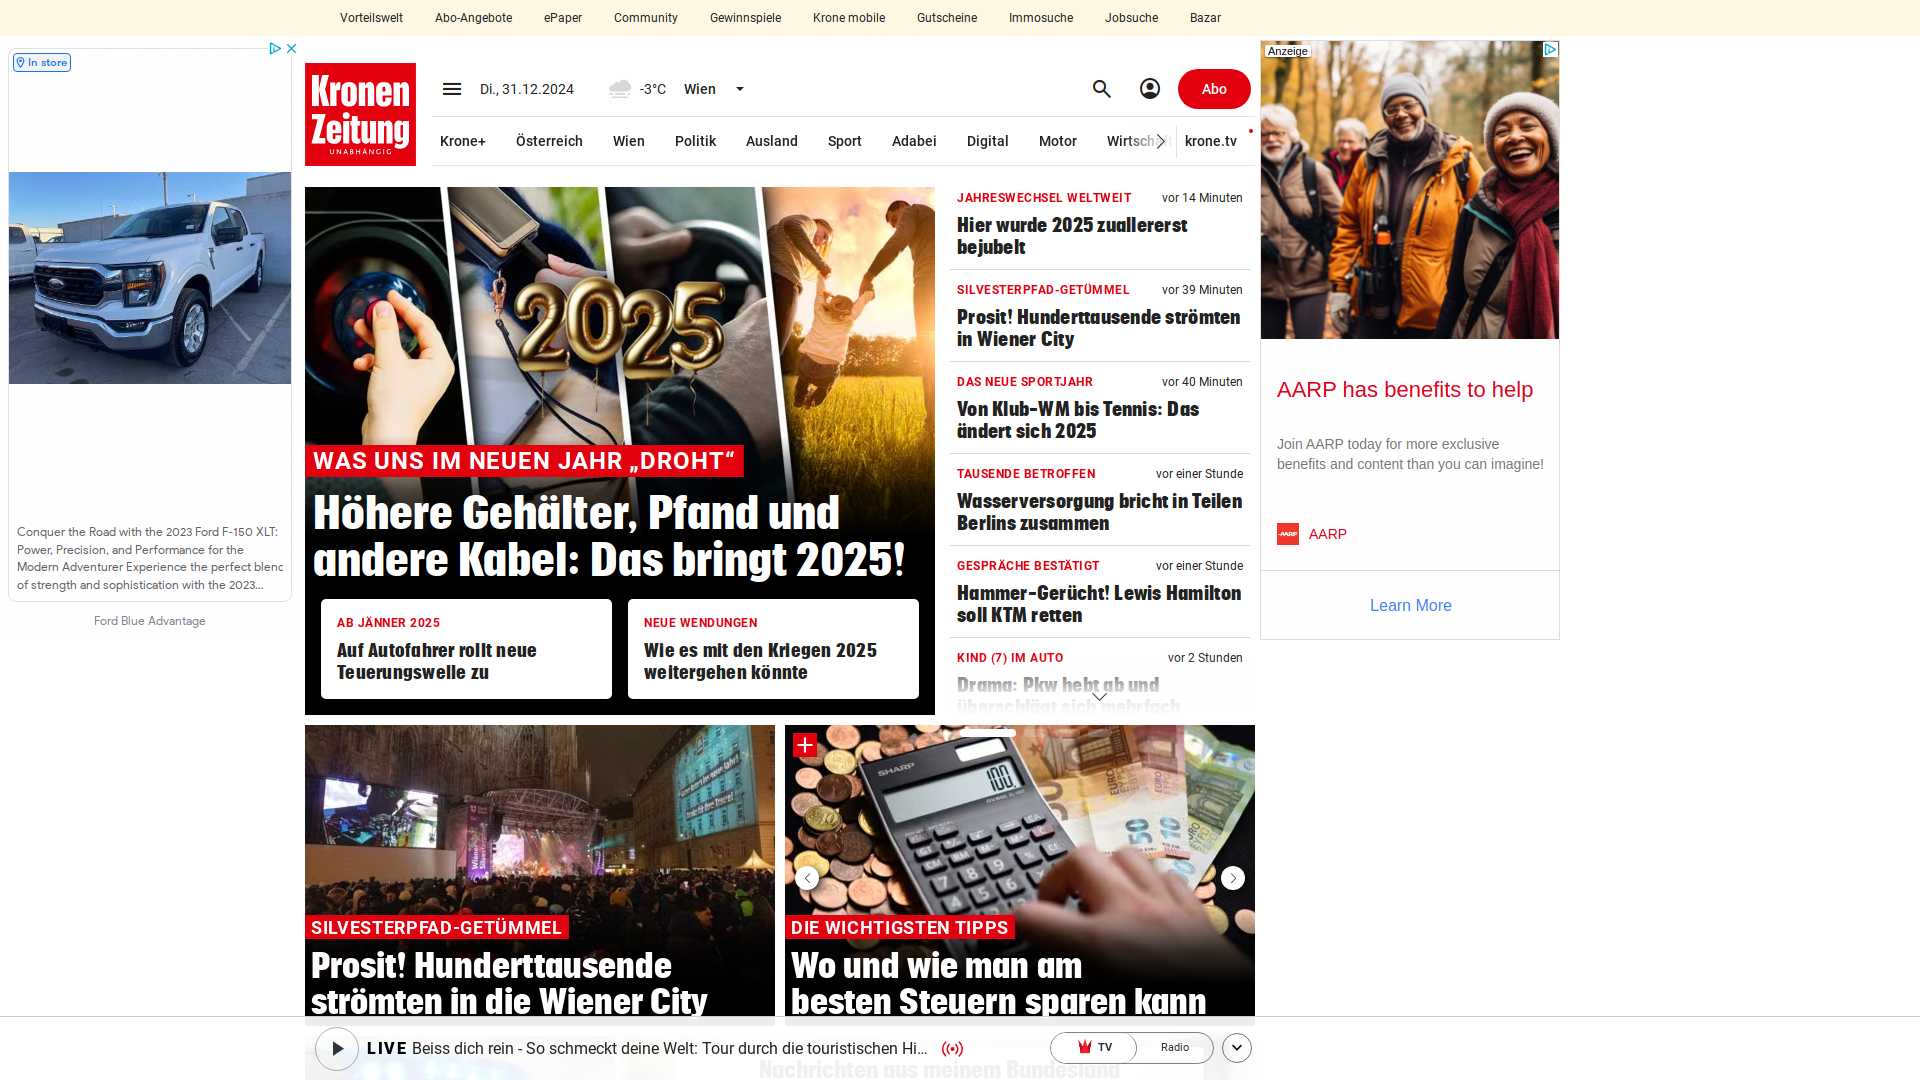 Vorteilswelt Abo-Angebote ePaper Community Gewinnspiele Krone mobile Gutscheine Immosuche Jobsuche Bazar
In store
Conquer the Road with the 2023 Ford F-150 XLT:
Power, Precision, and Performance for the
Modern Adventurer Experience the perfect blend
of strength and sophistication with the 2023...
Ford Blue Advantage
Kronen
Zeitung
UNABHÄNGIG
Di., 31.12.2024
-3°C Wien
Abo
Krone+ Österreich Wien Politik Ausland Sport Adabei Digital Motor Wirtschaft krone.tv
2025
WAS UNS IM NEUEN JAHR „DROHT“
Höhere Gehälter, Pfand und
andere Kabel: Das bringt 2025!
AB JÄNNER 2025
Auf Autofahrer rollt neue
Teuerungswelle zu
NEUE WENDUNGEN
Wie es mit den Kriegen 2025
weitergehen könnte
JAHRESWECHSEL WELTWEIT vor 14 Minuten
Hier wurde 2025 zuallererst
bejubelt
SILVESTERPFAD-GETÜMMEL vor 39 Minuten
Prosit! Hunderttausende strömten
in Wiener City
DAS NEUE SPORTJAHR vor 40 Minuten
Von Klub-WM bis Tennis: Das
ändert sich 2025
TAUSENDE BETROFFEN vor einer Stunde
Wasserversorgung bricht in Teilen
Berlins zusammen
GESPRÄCHE BESTÄTIGT vor einer Stunde
Hammer-Gerücht! Lewis Hamilton
soll KTM retten
KIND (7) IM AUTO vor 2 Stunden
Drama: Pkw hebt ab und
überschlägt sich mehrfach
Anzeige
AARP has benefits to help
Join AARP today for more exclusive
benefits and content than you can imagine!
AARP
AARP
Learn More
SILVESTERPFAD-GETÜMMEL
Prosit! Hunderttausende
strömten in die Wiener City
SHARP
100.
50
10
DIE WICHTIGSTEN TIPPS
Wo und wie man am
besten Steuern sparen kann
LIVE Beiss dich rein - So schmeckt deine Welt: Tour durch die touristischen Hi...
TV Radio
Nachrichten aus meinem Bundesland